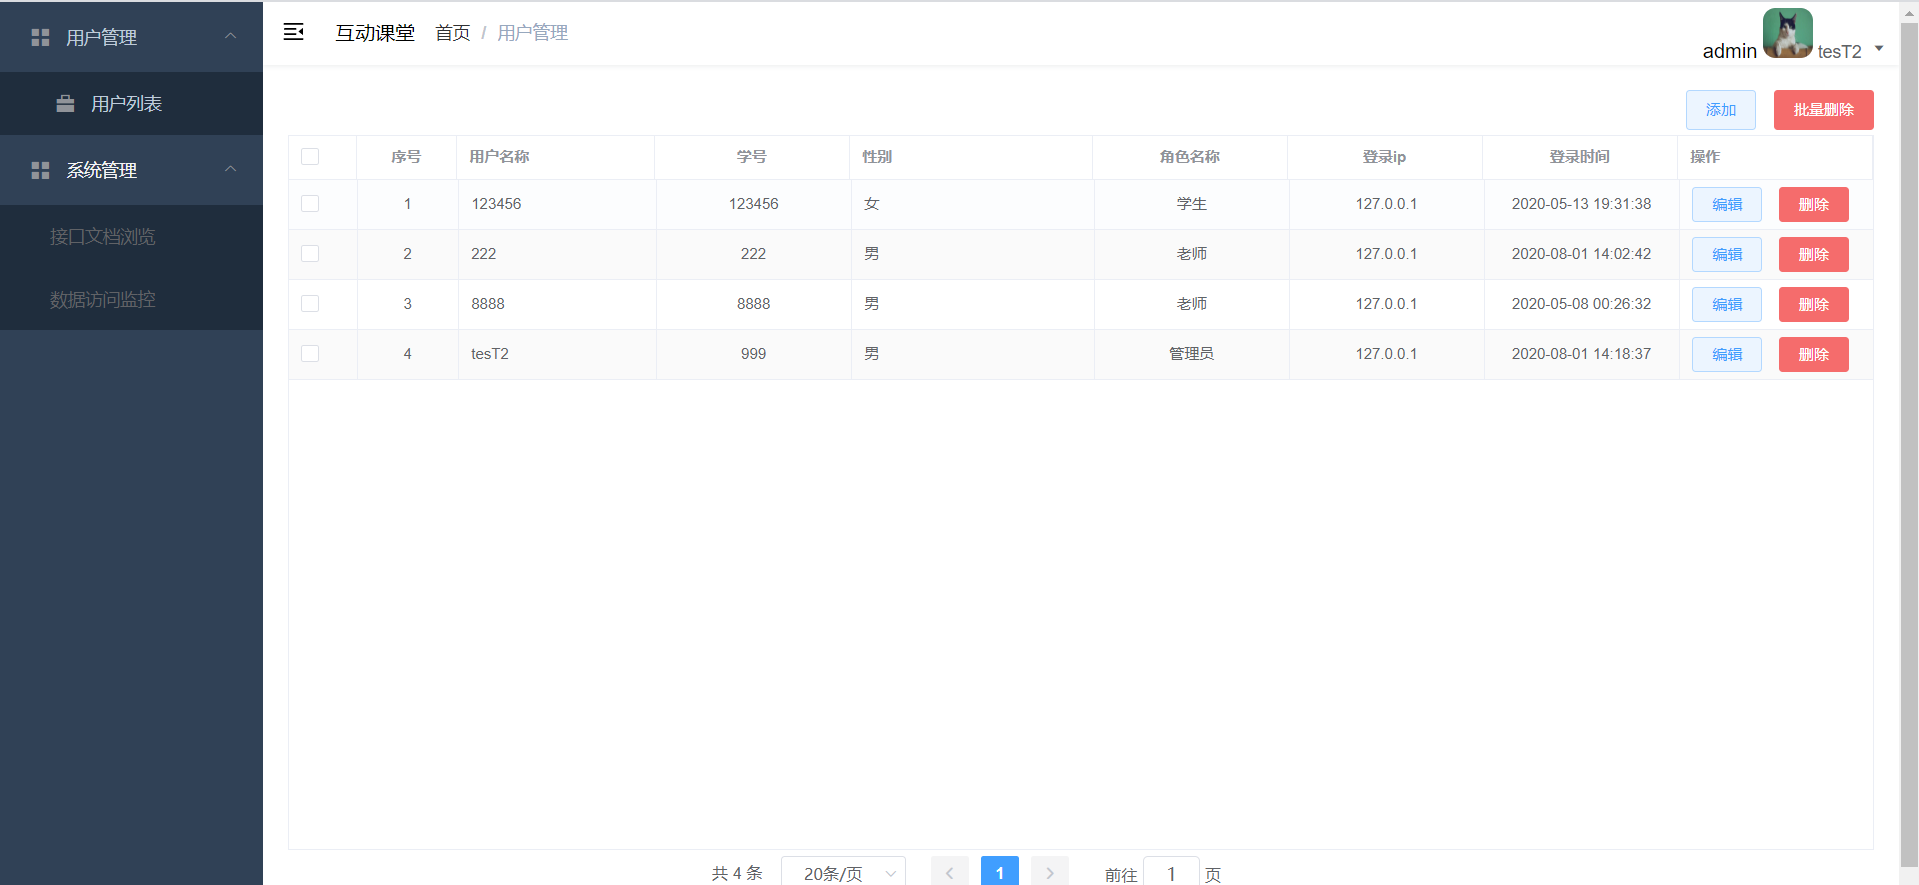 用户管理
用户列表
系统管理
接口文档浏览
数据访问监控
互动课堂 首页 / 用户管理
admin tesT2
添加 批量删除
序号 用户名称 学号 性别 角色名称 登录ip 登录时间 操作
1 123456 123456 女 学生 127.0.0.1 2020-05-13 19:31:38 编辑 删除
2 222 222 男 老师 127.0.0.1 2020-08-01 14:02:42 编辑 删除
3 8888 8888 男 老师 127.0.0.1 2020-05-08 00:26:32 编辑 删除
4 tesT2 999 男 管理员 127.0.0.1 2020-08-01 14:18:37 编辑 删除
共 4 条 20条/页 1 前往 1 页